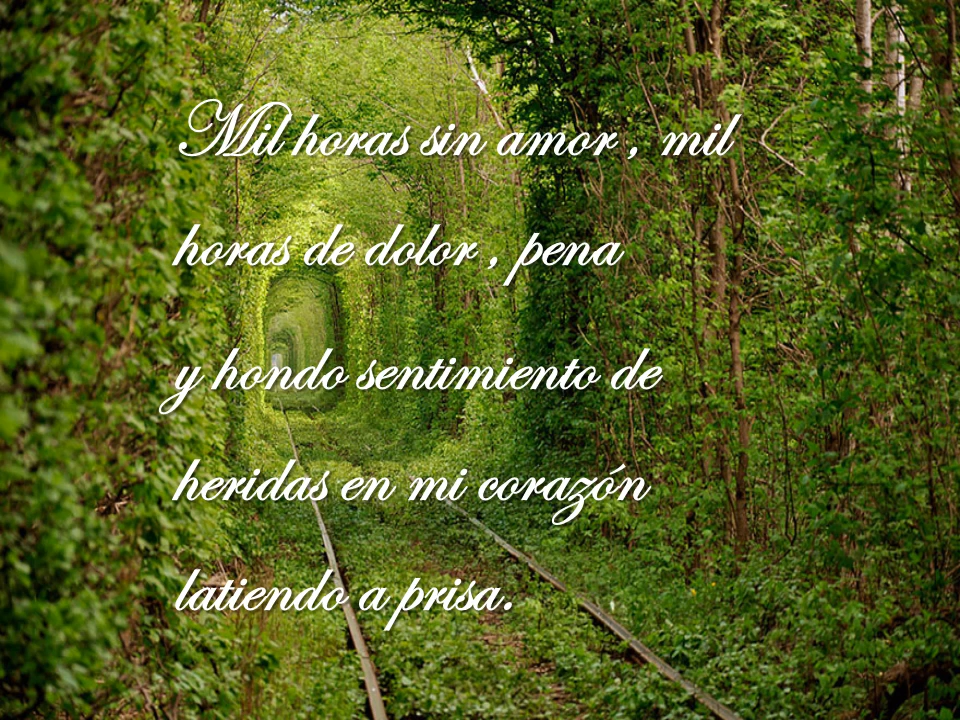 Mil horas sin amor , mil
horas de dolor , pena
y hondo sentimiento de
heridas en mi corazón
latiendo a prisa.